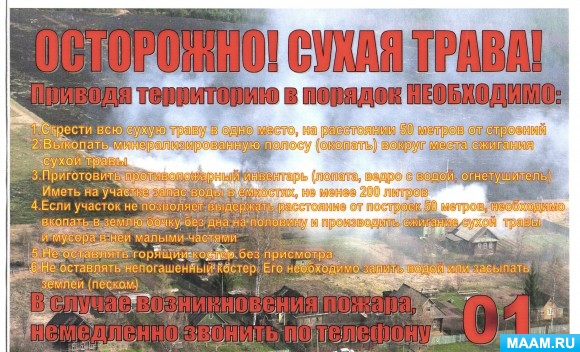 ОСТОРОЖНО! СУХАЯ ТРАВА!
Приводя территорию в порядок НЕОБХОДИМО:
1.Сгрести всю сухую траву в одно место, на расстоянии 50 метров от строений
2.Выкопать минерализированную полосу (окопать) вокруг места сжигания
сухой травы
3.Приготовить противопожарный инвентарь (лопата, ведро с водой, огнетушитель)
Иметь на участке запас воды в емкостях, не менее 200 литров
4.Если участок не позволяет выдержать расстояние от построек 50 метров, необходимо
вкопать в землю бочку без дна на половину и производить сжигание сухой травы
и мусора в ней малыми частями
5.Не оставлять горящий костер без присмотра
6.Не оставлять непогашенный костер. Его необходимо залить водой или засыпать
землей (песком)
В случае возникновения пожара,
немедленно звонить по телефону 01
MAAM.RU